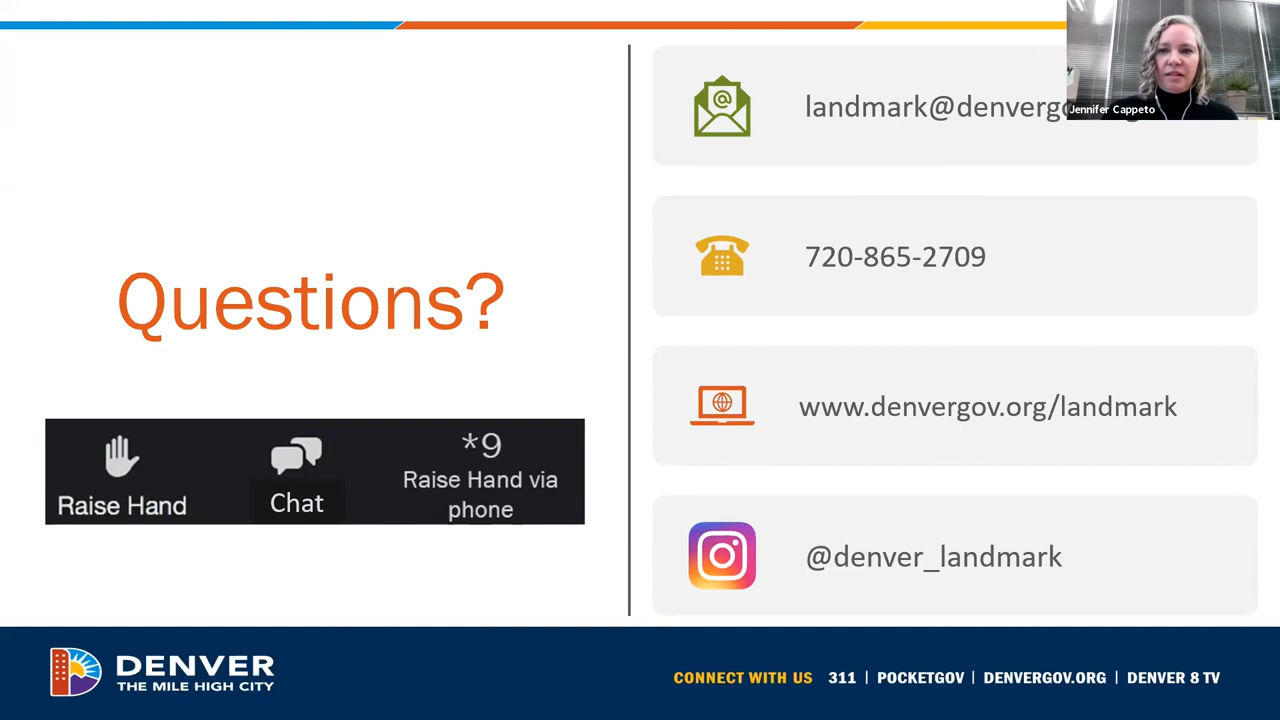 Questions?
Raise Hand
Chat
*9
Raise Hand via
phone
landmark@denvergo
Jennifer Cappeto
720-865-2709
www.denvergov.org/landmark
@denver_landmark
DENVER
THE MILE HIGH CITY
CONNECT WITH US 311 | POCKETGOV | DENVERGOV.ORG | DENVER 8 TV